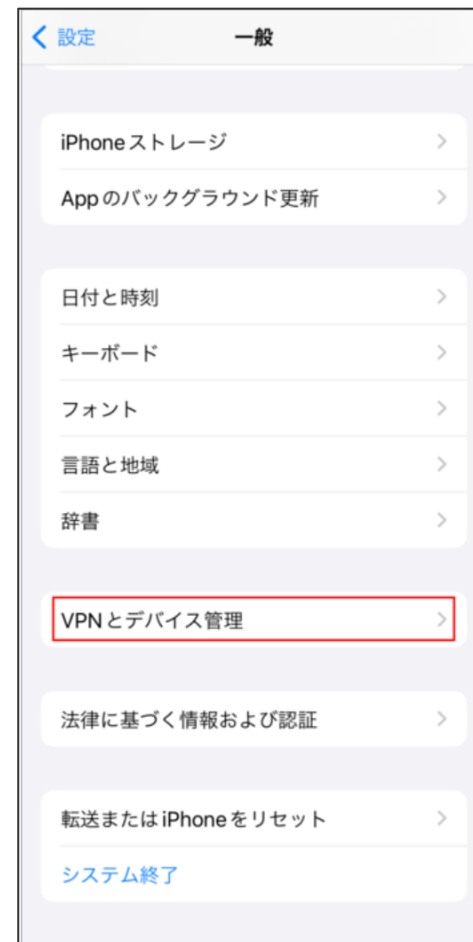 設定
一般
iPhoneストレージ
Appのバックグラウンド更新
日付と時刻
キーボード
フォント
言語と地域
辞書
VPNとデバイス管理
法律に基づく情報および認証
転送またはiPhoneをリセット
システム終了